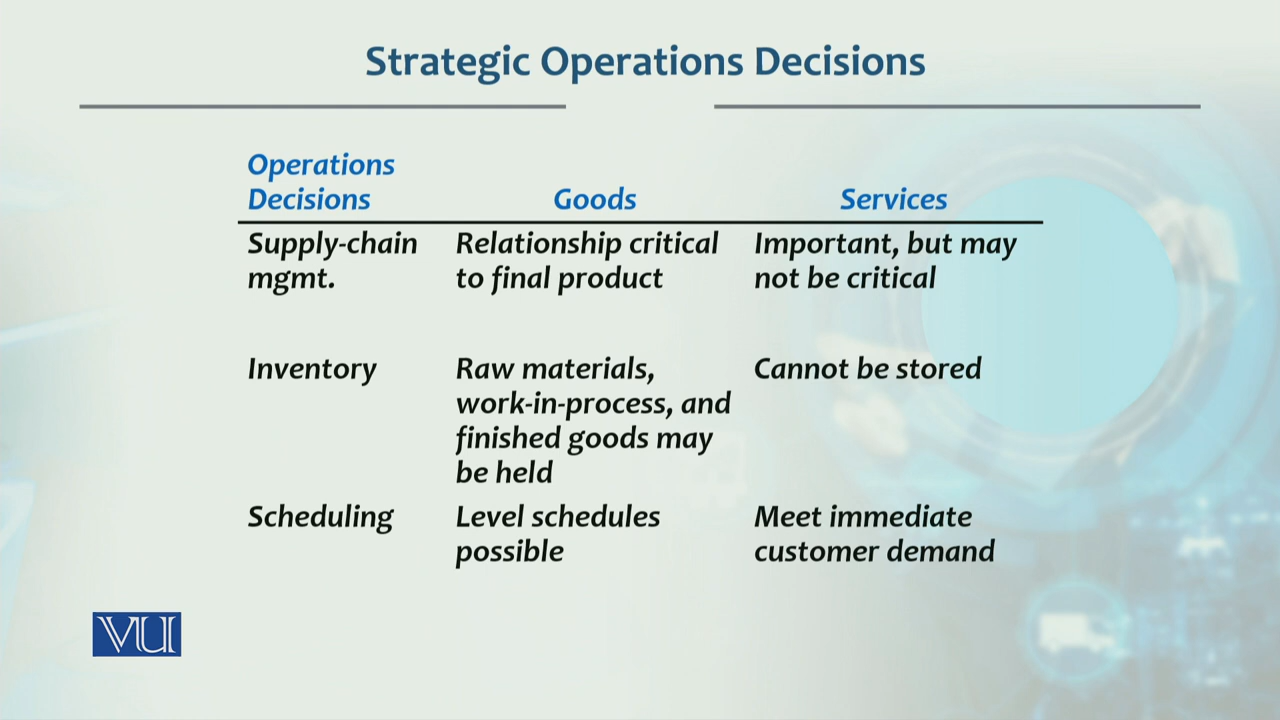 Strategic Operations Decisions
Operations
Decisions
Goods
Services
Supply-chain
mgmt.
Relationship critical
to final product
Important, but may
not be critical
Inventory
Raw materials,
work-in-process, and
finished goods may
be held
Cannot be stored
Scheduling
Level schedules
possible
Meet immediate
customer demand
VU